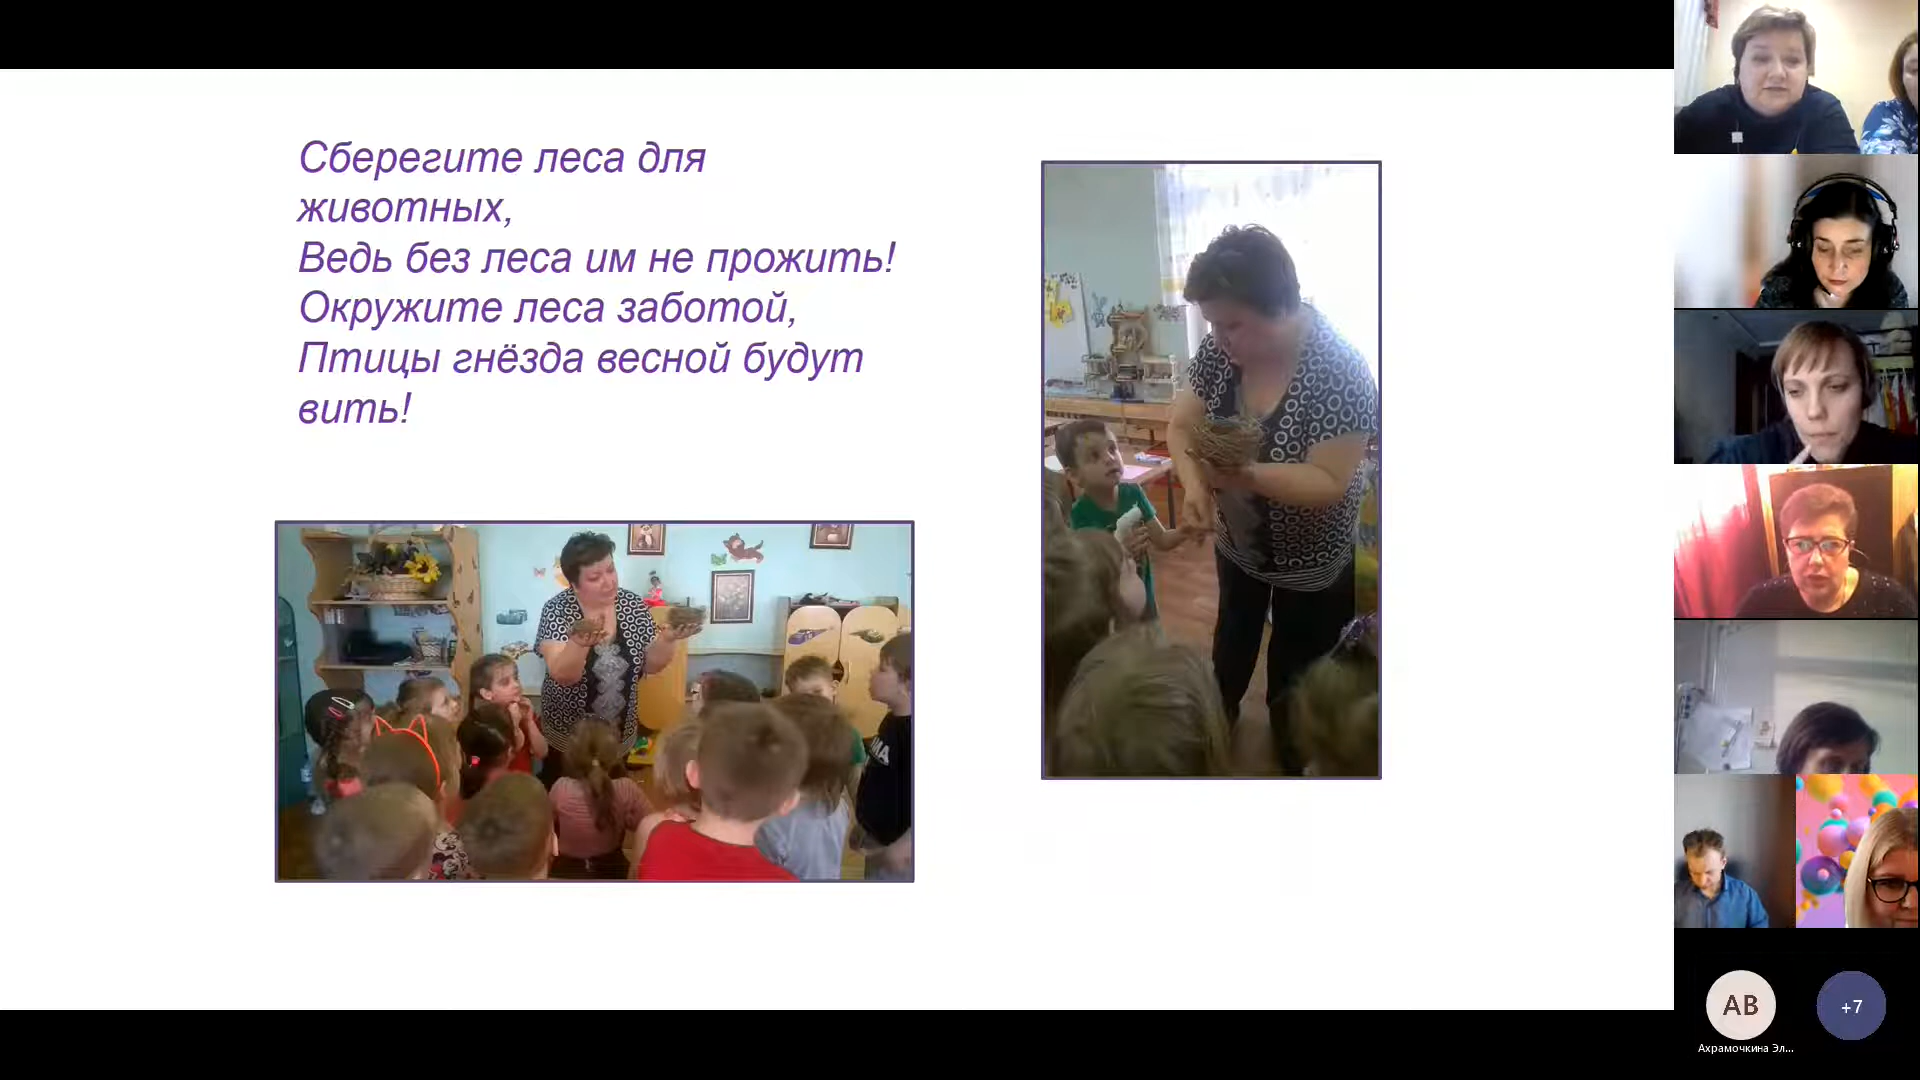 Сберегите леса для
животных,
Ведь без леса им не прожить!
Окружите леса заботой,
Птицы гнёзда весной будут
вить!
AB
Ахрамочкина Эл...
+7